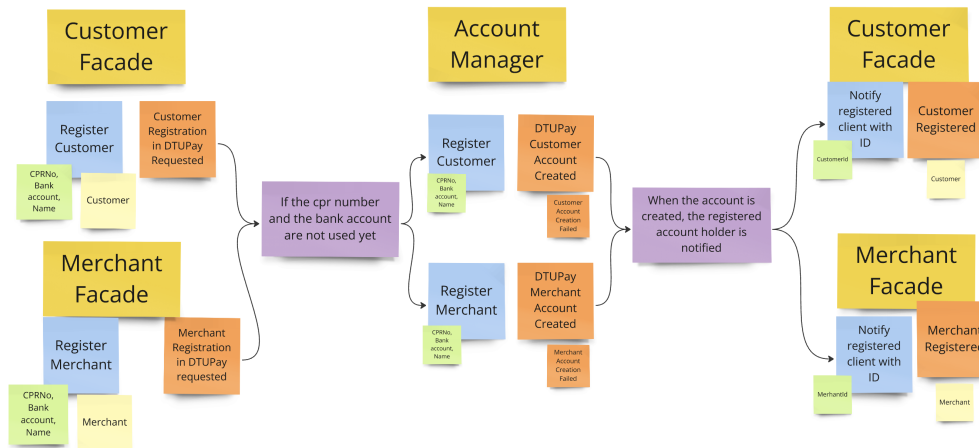 Customer
Facade
Register
Customer
CPRNo,
Bank
account,
Name
Customer
Customer
Registration
in DTUPay
Requested
Merchant
Facade
Register
Merchant
CPRNo,
Bank
account,
Name
Merchant
Merchant
Registration
in DTUPay
requested
If the cpr number
and the bank account
are not used yet
Account
Manager
Register
Customer
CPRNo,
Bank
account,
Name
DTUPay
Customer
Account
Created
Customer
Account
Creation
Failed
Register
Merchant
CPRNo,
Bank
account,
Name
DTUPay
Merchant
Account
Created
Merchant
Account
Creation
Failed
When the account is
created, the registered
account holder is
notified
Customer
Facade
Notify
registered
client with
ID
CustomerId
Customer
Registered
Customer
Merchant
Facade
Notify
registered
client with
ID
MerhantId
Merchant
Registered
Merchant